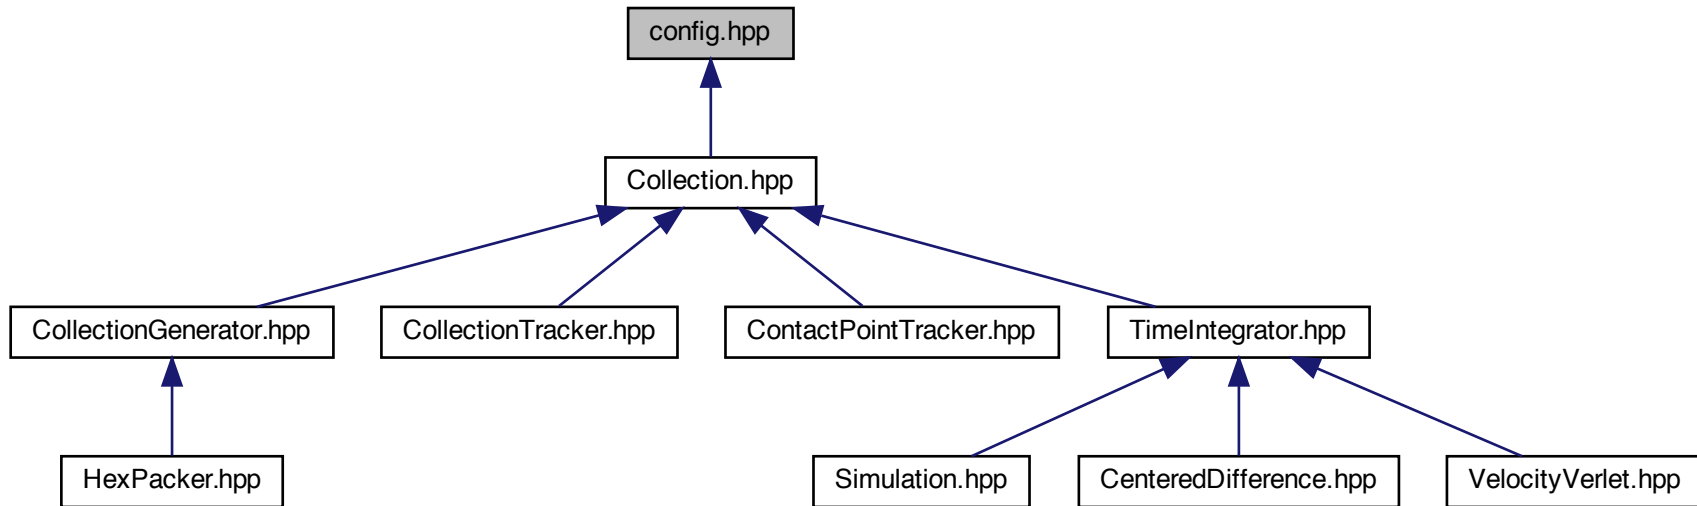 config.hpp
Collection.hpp
CollectionGenerator.hpp
CollectionTracker.hpp
ContactPointTracker.hpp
TimeIntegrator.hpp
HexPacker.hpp
Simulation.hpp
CenteredDifference.hpp
VelocityVerlet.hpp